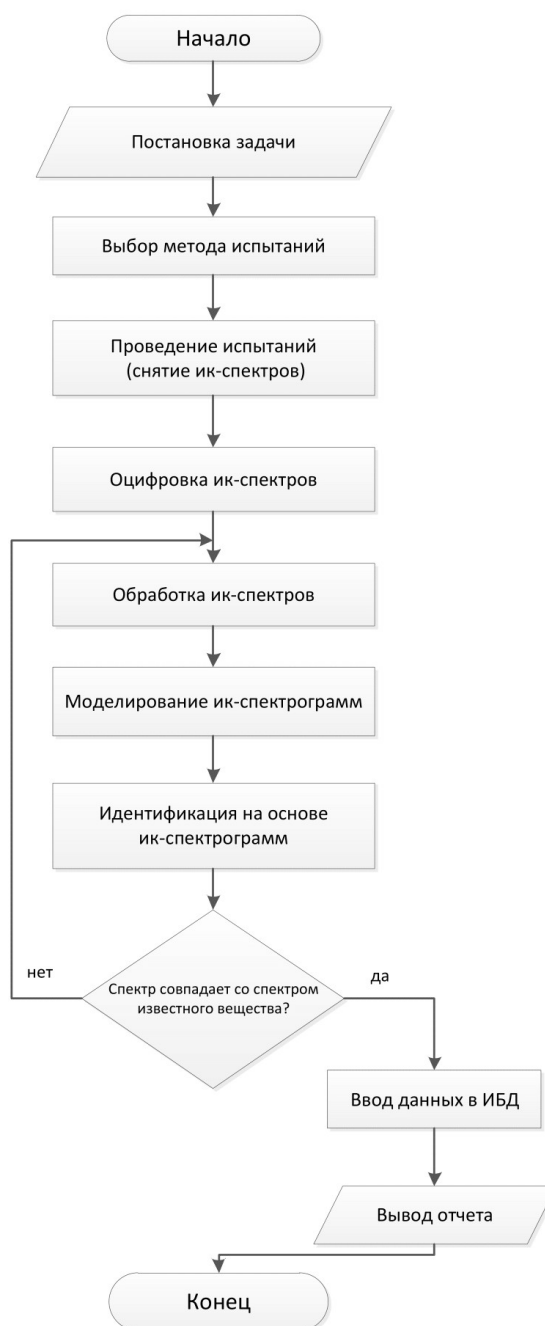 Начало
Постановка задачи
Выбор метода испытаний
Проведение испытаний
(снятие ик-спектров)
Оцифровка ик-спектров
Обработка ик-спектров
Моделирование ик-спектрограмм
Идентификация на основе
ик-спектрограмм
нет
Спектр совпадает со спектром
известного вещества?
да
Ввод данных в ИБД
Вывод отчета
Конец